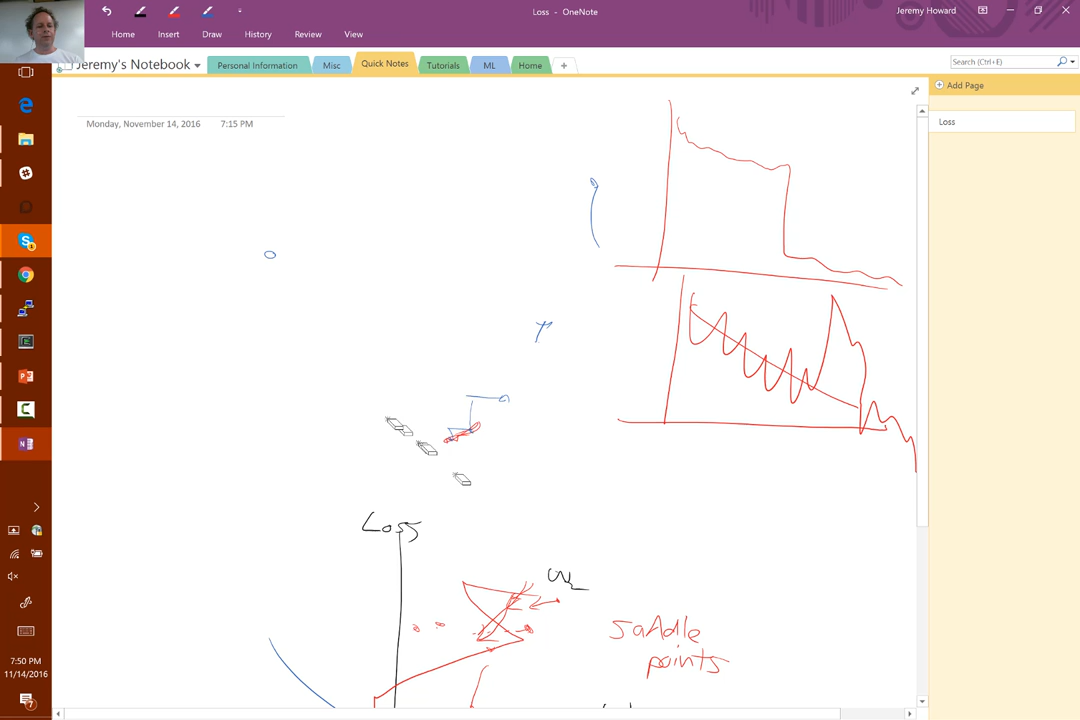 Loss - OneNote
Jeremy Howard
Home Insert Draw History Review View
Jeremy's Notebook Personal Information Misc Quick Notes Tutorials ML Home
Search (Ctrl+E)
Add Page
Monday, November 14, 2016 7:15 PM
Loss
Loss
saddle
points
7:50 PM
11/14/2016
7